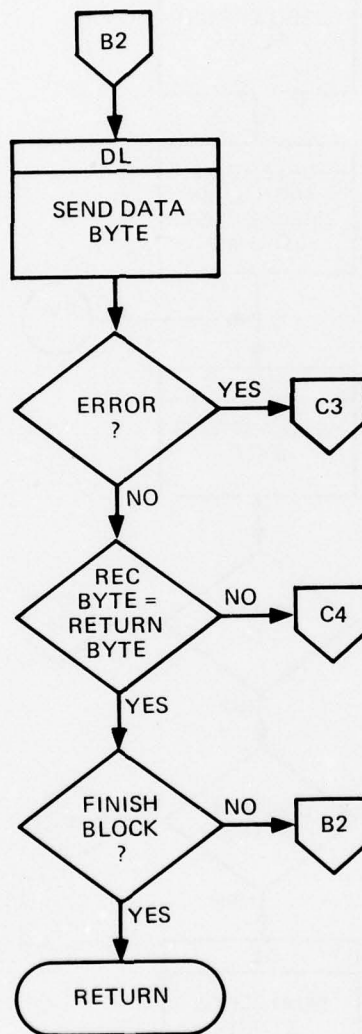 B2
DL
SEND DATA
BYTE
ERROR
?
YES
C3
NO
REC
BYTE =
RETURN
BYTE
NO
C4
YES
FINISH
BLOCK
?
NO
B2
YES
RETURN